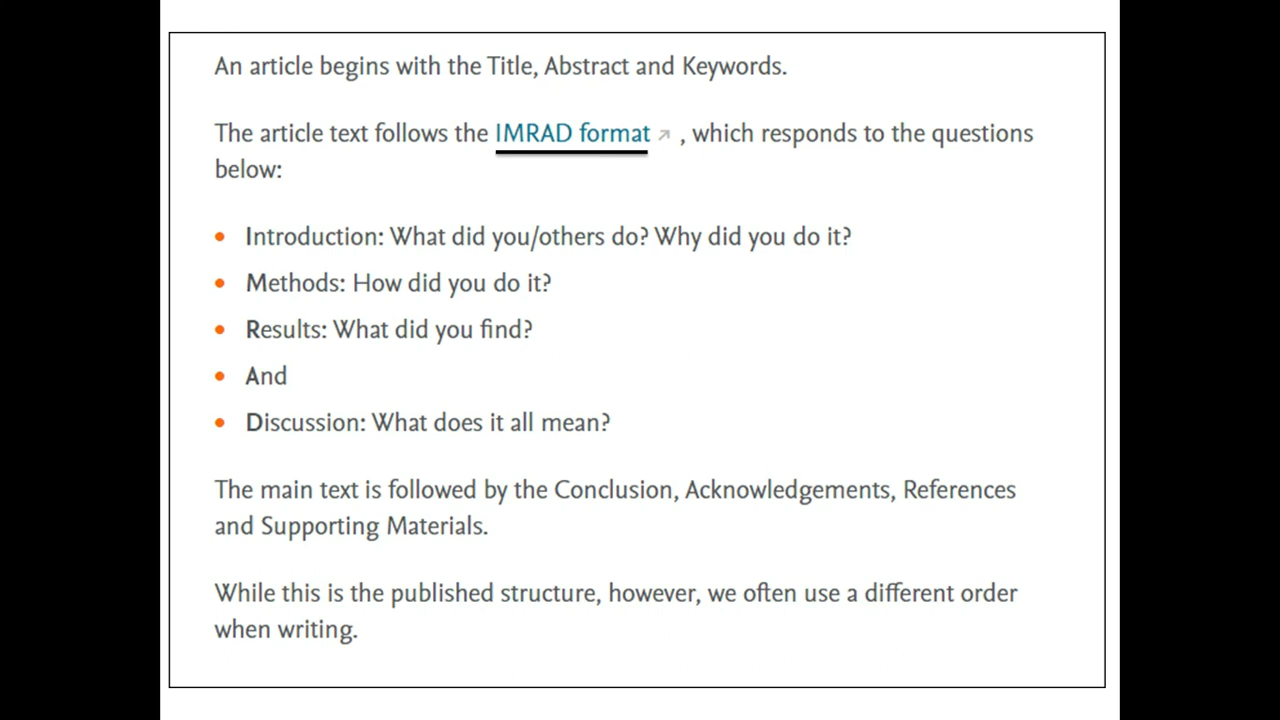 An article begins with the Title, Abstract and Keywords.
The article text follows the IMRAD format ↗ , which responds to the questions
below:
• Introduction: What did you/others do? Why did you do it?
• Methods: How did you do it?
• Results: What did you find?
• And
• Discussion: What does it all mean?
The main text is followed by the Conclusion, Acknowledgements, References
and Supporting Materials.
While this is the published structure, however, we often use a different order
when writing.